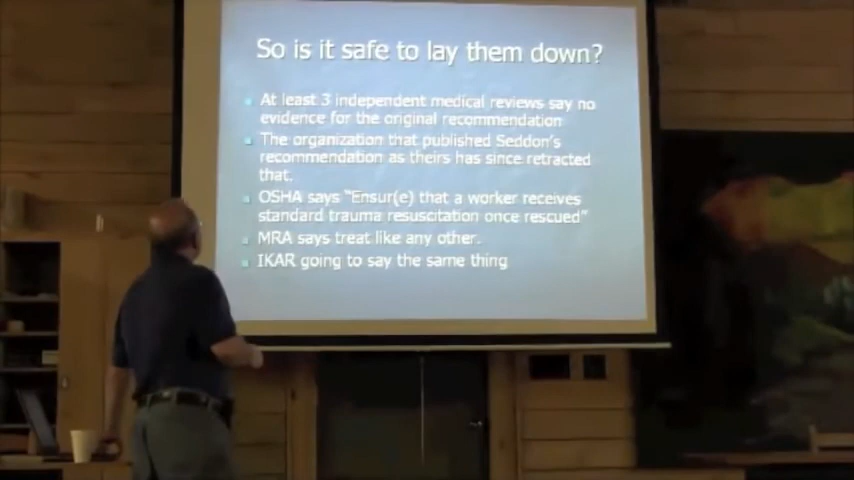 So is it safe to lay them down?
At least 3 independent medical reviews say no
evidence for the original recommendation
The organization that published Seddon's
recommendation as theirs has since retracted
that.
OSHA says "Ensur(e) that a worker receives
standard trauma resuscitation once rescued"
MRA says treat like any other.
IKAR going to say the same thing